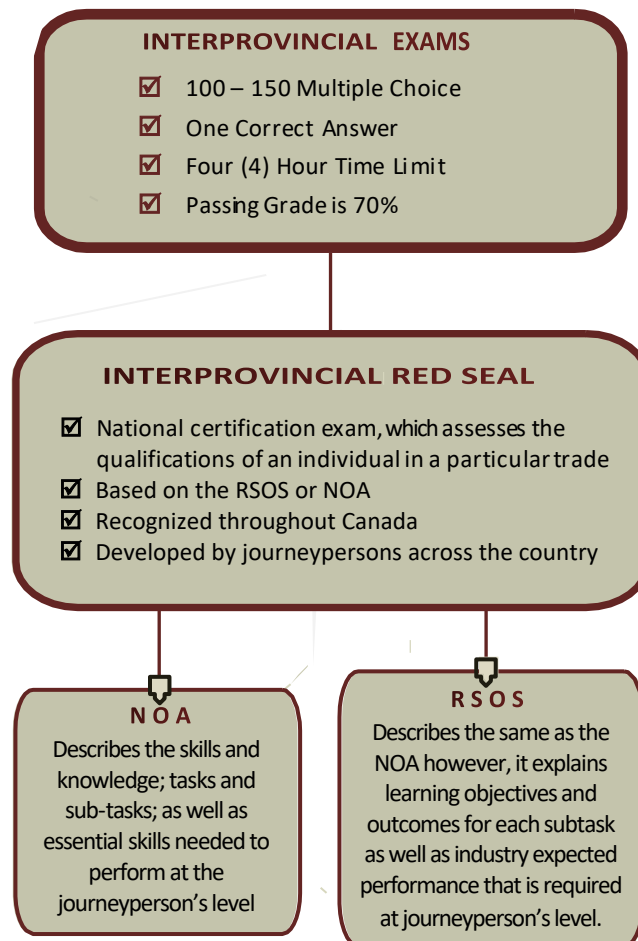 INTERPROVINCIAL EXAMS
100 – 150 Multiple Choice
One Correct Answer
Four (4) Hour Time Limit
Passing Grade is 70%
INTERPROVINCIAL RED SEAL
National certification exam, which assesses the
qualifications of an individual in a particular trade
Based on the RSOS or NOA
Recognized throughout Canada
Developed by journeypersons across the country
NOA
Describes the skills and
knowledge; tasks and
sub-tasks; as well as
essential skills needed to
perform at the
journeyperson’s level
RSOS
Describes the same as the
NOA however, it explains
learning objectives and
outcomes for each subtask
as well as industry expected
performance that is required
at journeyperson’s level.